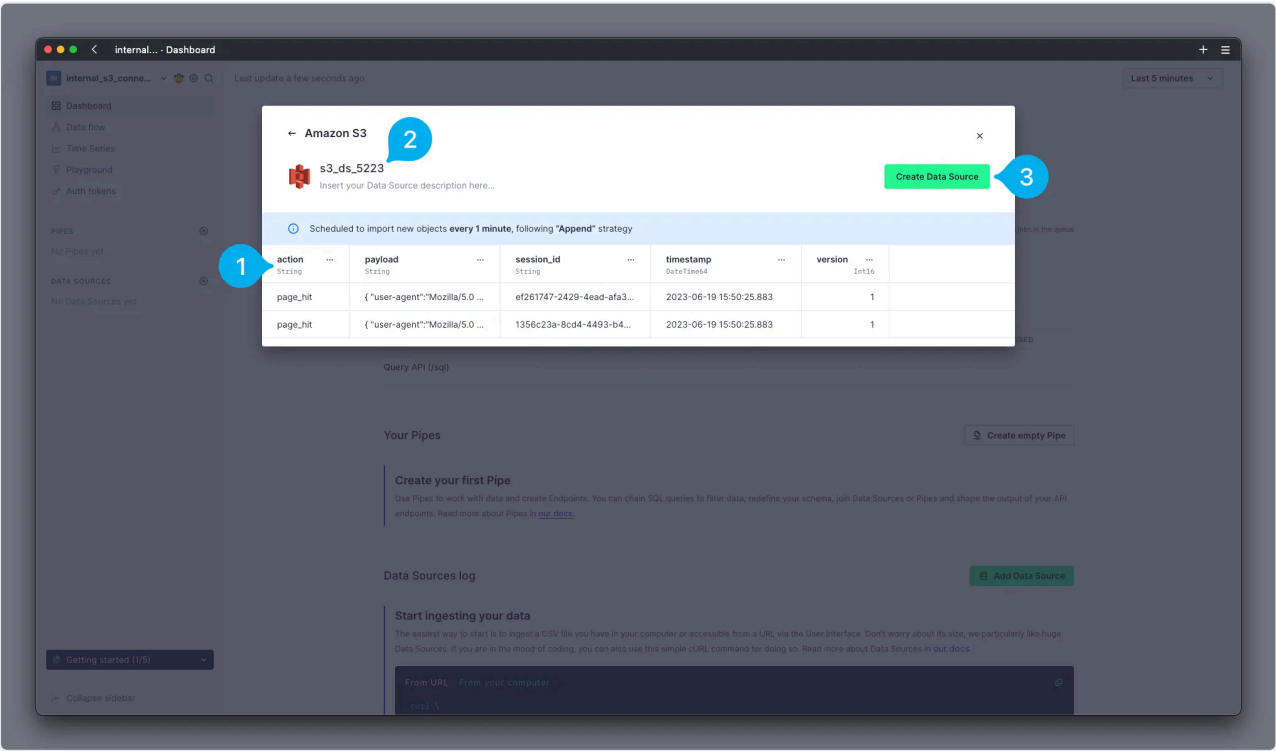 internal... · Dashboard
internal_s3_conne...
Last update a few seconds ago
Last 5 minutes
Dashboard
Data flow
Time Series
Playground
Auth tokens
PIPES
No Pipes yet
DATA SOURCES
No Data Sources yet
← Amazon S3
2
s3_ds_5223
Insert your Data Source description here...
Create Data Source
3
Scheduled to import new objects every 1 minute, following "Append" strategy
jobs in the queue
1
action ... payload ... session_id ... timestamp ... version ...
String String String DateTime64 Int16
page_hit { "user-agent":"Mozilla/5.0 ... ef261747-2429-4ead-afa3... 2023-06-19 15:50:25.883 1
page_hit { "user-agent":"Mozilla/5.0 ... 1356c23a-8cd4-4493-b4... 2023-06-19 15:50:25.883 1
Query API (/sql)
Your Pipes
Create empty Pipe
Create your first Pipe
Use Pipes to work with data and create Endpoints. You can chain SQL queries to filter data, redefine your schema, join Data Sources or Pipes and shape the output of your API
endpoints. Read more about Pipes in our docs.
Data Sources log
Add Data Source
Start ingesting your data
The easiest way to start is to ingest a CSV file you have in your computer or accessible from a URL via the User Interface. Don't worry about its size, we particularly like huge
Data Sources. If you are in the mood of coding, you can also use this simple cURL command for doing so. Read more about Data Sources in our docs.
From URL From your computer
curl \
Getting started (1/5)
Collapse sidebar